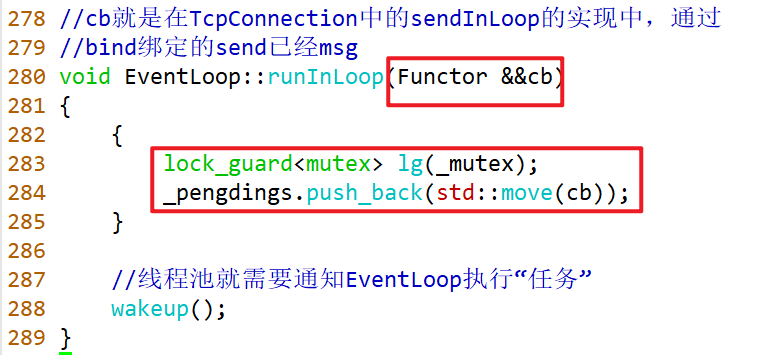 278 //cb就是在TcpConnection中的sendInLoop的实现中，通过
279 //bind绑定的send已经msg
280 void EventLoop::runInLoop(Functor &&cb)
281 {
282     {
283         lock_guard<mutex> lg(_mutex);
284         _pengdings.push_back(std::move(cb));
285     }
286
287     //线程池就需要通知EventLoop执行“任务”
288     wakeup();
289 }